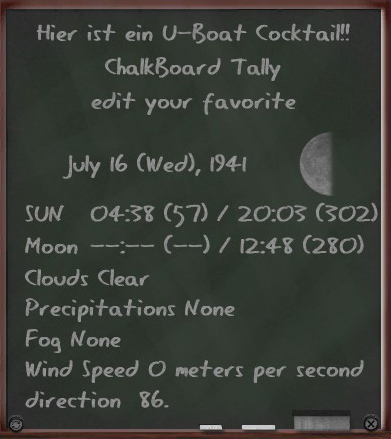 Hier ist ein U-Boat Cocktail!!
ChalkBoard Tally
edit your favorite
July 16 (Wed), 1941
SUN 04:38 (57) / 20:03 (302)
Moon --:-- (--) / 12:48 (280)
Clouds Clear
Precipitations None
Fog None
Wind Speed 0 meters per second
direction 86.